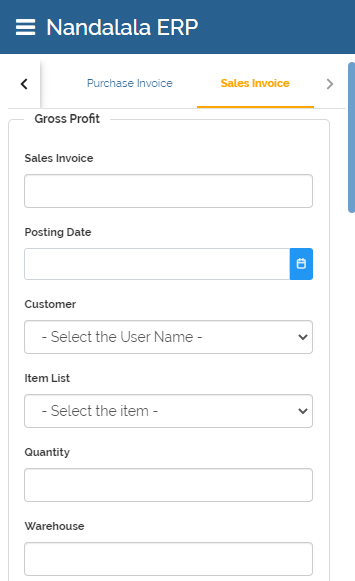 Nandalala ERP
Purchase Invoice
Sales Invoice
Gross Profit
Sales Invoice
Posting Date
Customer
- Select the User Name -
Item List
- Select the item -
Quantity
Warehouse